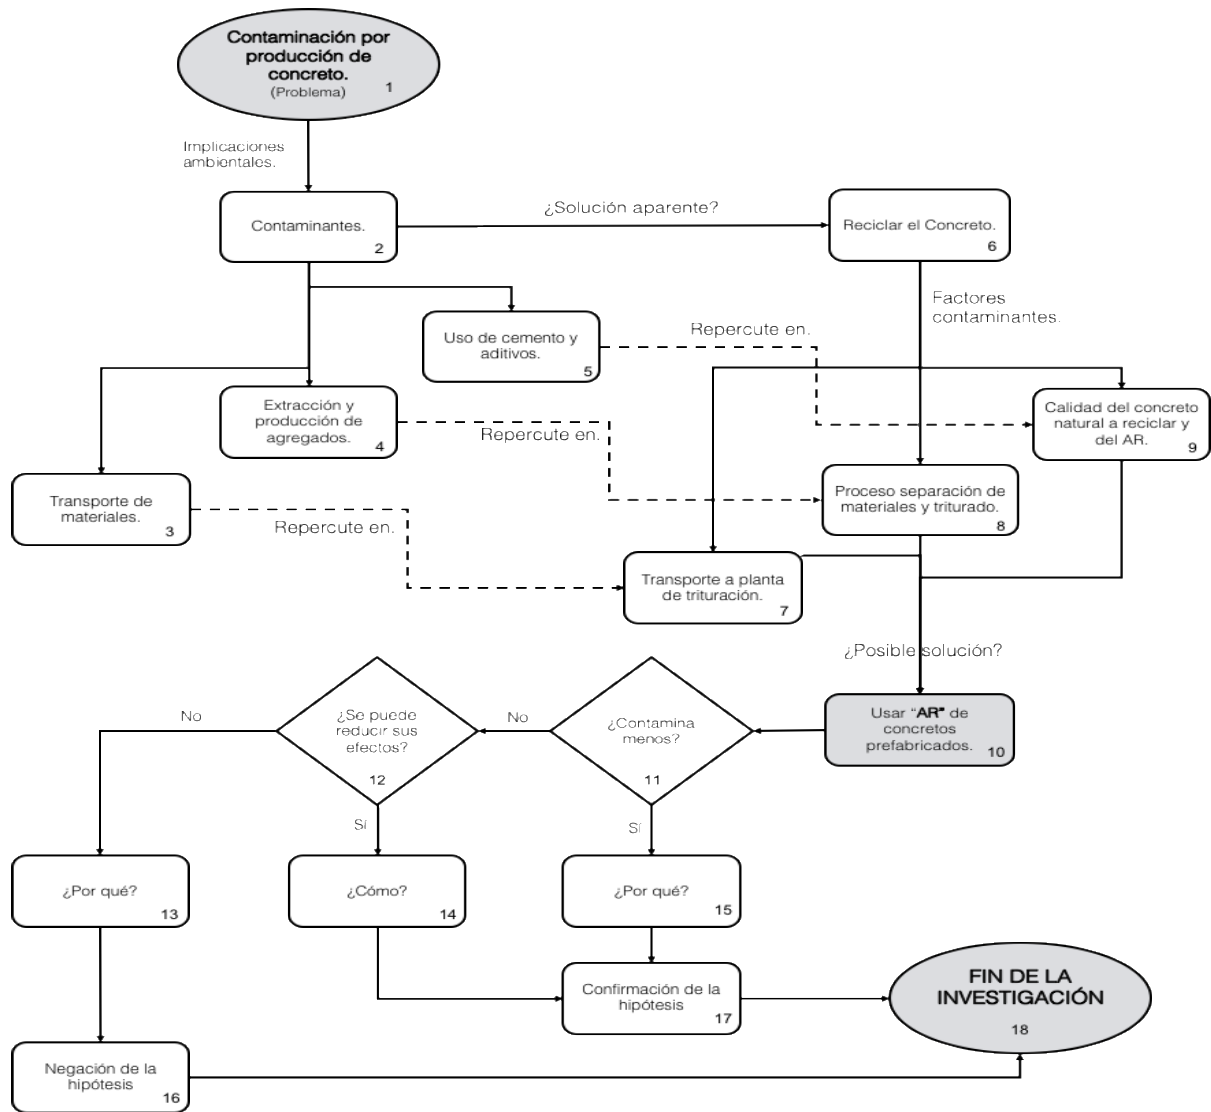 Contaminación por
producción de
concreto.
(Problema)
1
Implicaciones
ambientales.
Contaminantes.
2
¿Solución aparente?
Reciclar el Concreto.
6
Factores
contaminantes.
Uso de cemento y
aditivos.
5
Repercute en.
Extracción y
producción de
agregados.
4
Repercute en.
Calidad del concreto
natural a reciclar y
del AR.
9
Transporte de
materiales.
3
Repercute en.
Proceso separación de
materiales y triturado.
8
Transporte a planta
de trituración.
7
¿Posible solución?
Usar “AR” de
concretos
prefabricados.
10
¿Contamina
menos?
11
No
¿Se puede
reducir sus
efectos?
12
No
Sí
Sí
¿Por qué?
13
¿Cómo?
14
¿Por qué?
15
Confirmación de la
hipótesis
17
FIN DE LA
INVESTIGACIÓN
18
Negación de la
hipótesis
16